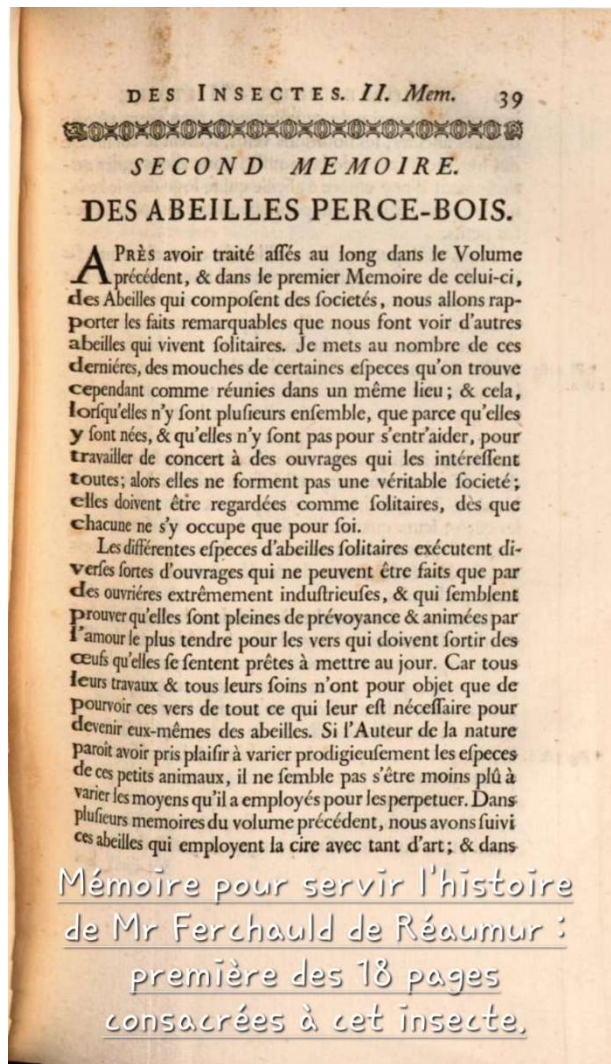 DES INSECTES. II. Mem. 39
SECOND MEMOIRE.
DES ABEILLES PERCE-BOIS.
APRÈS avoir traité aſſés au long dans le Volume
précédent, & dans le premier Memoire de celui-ci,
des Abeilles qui compoſent des ſocietés, nous allons rap-
porter les faits remarquables que nous font voir d'autres
abeilles qui vivent ſolitaires. Je mets au nombre de ces
derniéres, des mouches de certaines eſpeces qu'on trouve
cependant comme réunies dans un même lieu; & cela,
lorſqu'elles n'y ſont pluſieurs enſemble, que parce qu'elles
y ſont nées, & qu'elles n'y ſont pas pour s'entr'aider, pour
travailler de concert à des ouvrages qui les intéreſſent
toutes; alors elles ne forment pas une véritable ſocieté;
elles doivent être regardées comme ſolitaires, dès que
chacune ne s'y occupe que pour ſoi.
Les différentes eſpeces d'abeilles ſolitaires exécutent di-
verſes ſortes d'ouvrages qui ne peuvent être faits que par
des ouvriéres extrêmement induſtrieuſes, & qui ſemblent
prouver qu'elles ſont pleines de prévoyance & animées par
l'amour le plus tendre pour les vers qui doivent ſortir des
œufs qu'elles ſe ſentent prêtes à mettre au jour. Car tous
leurs travaux & tous leurs ſoins n'ont pour objet que de
pourvoir ces vers de tout ce qui leur eſt néceſſaire pour
devenir eux-mêmes des abeilles. Si l'Auteur de la nature
paroît avoir pris plaiſir à varier prodigieuſement les eſpeces
de ces petits animaux, il ne ſemble pas s'être moins plû à
varier les moyens qu'il a employés pour les perpetuer. Dans
pluſieurs memoires du volume précédent, nous avons ſuivi
ces abeilles qui employent la cire avec tant d'art; & dans
Mémoire pour servir l'histoire
de Mr Ferchauld de Réaumur :
première des 18 pages
consacrées à cet insecte.